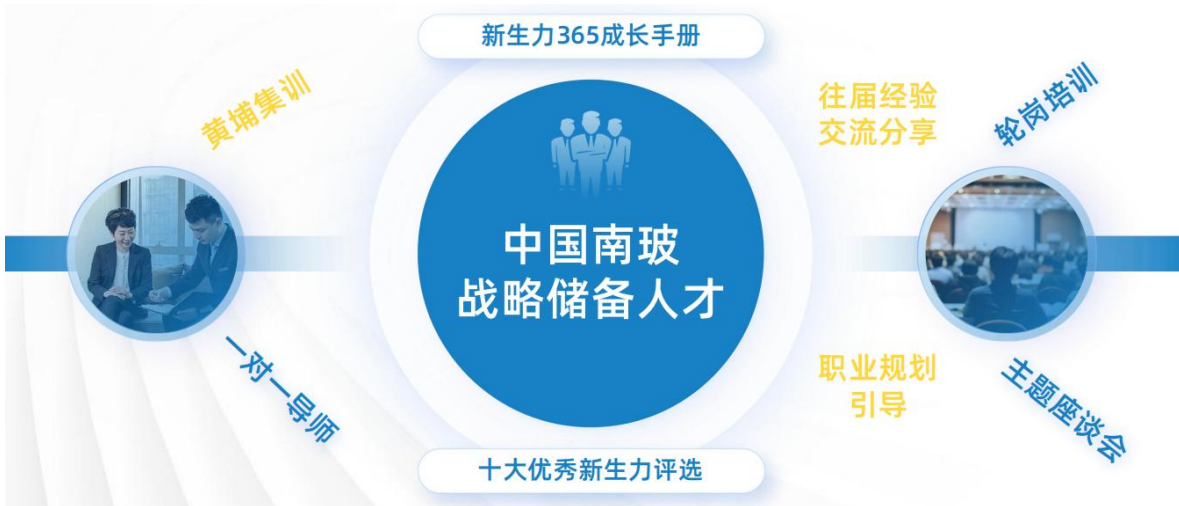 新生力365成长手册
黄埔集训
往届经验
交流分享
轮岗培训
中国南玻
战略储备人才
一对一导师
职业规划
引导
主题座谈会
十大优秀新生力评选